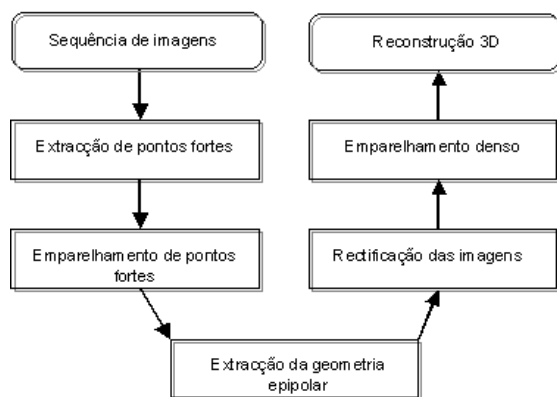 Sequência de imagens
Extracção de pontos fortes
Emparelhamento de pontos
fortes
Extracção da geometria
epipolar
Rectificação das imagens
Emparelhamento denso
Reconstrução 3D